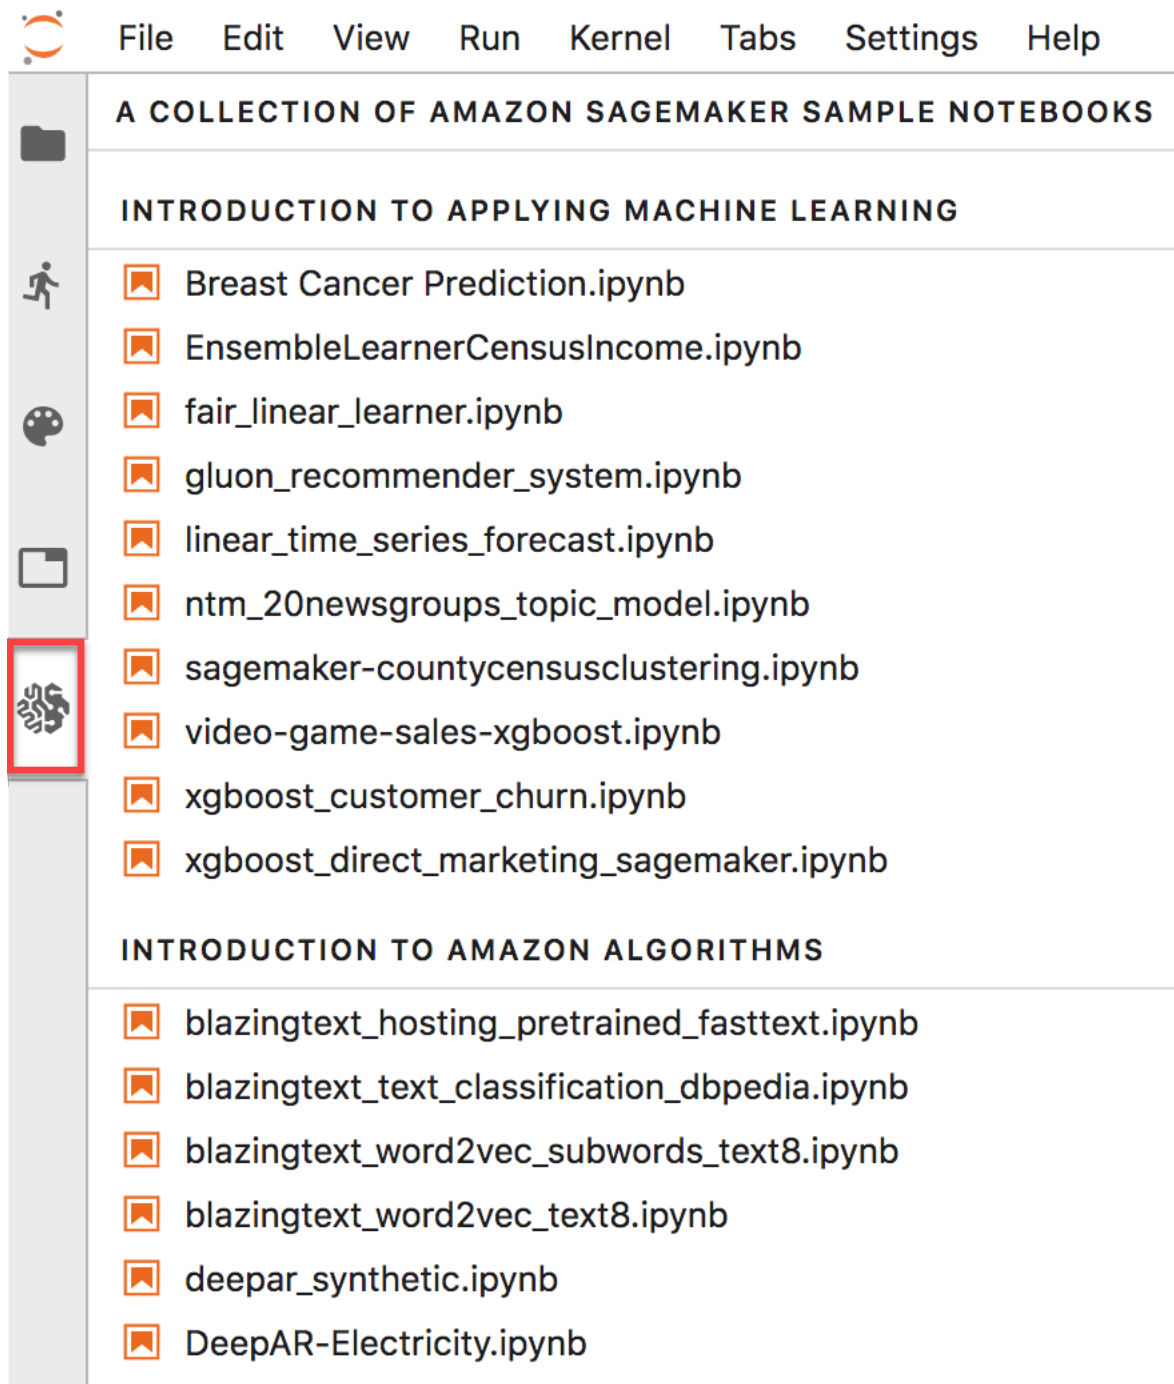 File Edit View Run Kernel Tabs Settings Help
A COLLECTION OF AMAZON SAGEMAKER SAMPLE NOTEBOOKS
INTRODUCTION TO APPLYING MACHINE LEARNING
Breast Cancer Prediction.ipynb
EnsembleLearnerCensusIncome.ipynb
fair_linear_learner.ipynb
gluon_recommender_system.ipynb
linear_time_series_forecast.ipynb
ntm_20newsgroups_topic_model.ipynb
sagemaker-countycensusclustering.ipynb
video-game-sales-xgboost.ipynb
xgboost_customer_churn.ipynb
xgboost_direct_marketing_sagemaker.ipynb
INTRODUCTION TO AMAZON ALGORITHMS
blazingtext_hosting_pretrained_fasttext.ipynb
blazingtext_text_classification_dbpedia.ipynb
blazingtext_word2vec_subwords_text8.ipynb
blazingtext_word2vec_text8.ipynb
deepar_synthetic.ipynb
DeepAR-Electricity.ipynb